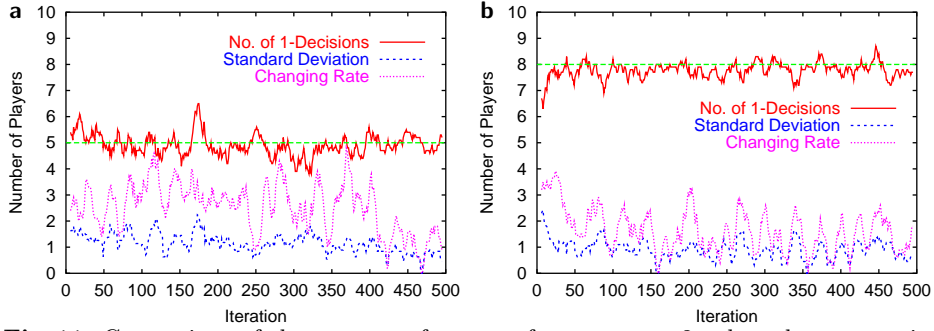 a
10
9
8
7
6
5
4
3
2
1
0
Number of Players
No. of 1-Decisions
Standard Deviation
Changing Rate
0 50 100 150 200 250 300 350 400 450 500
Iteration
b
10
9
8
7
6
5
4
3
2
1
0
Number of Players
No. of 1-Decisions
Standard Deviation
Changing Rate
0 50 100 150 200 250 300 350 400 450 500
Iteration